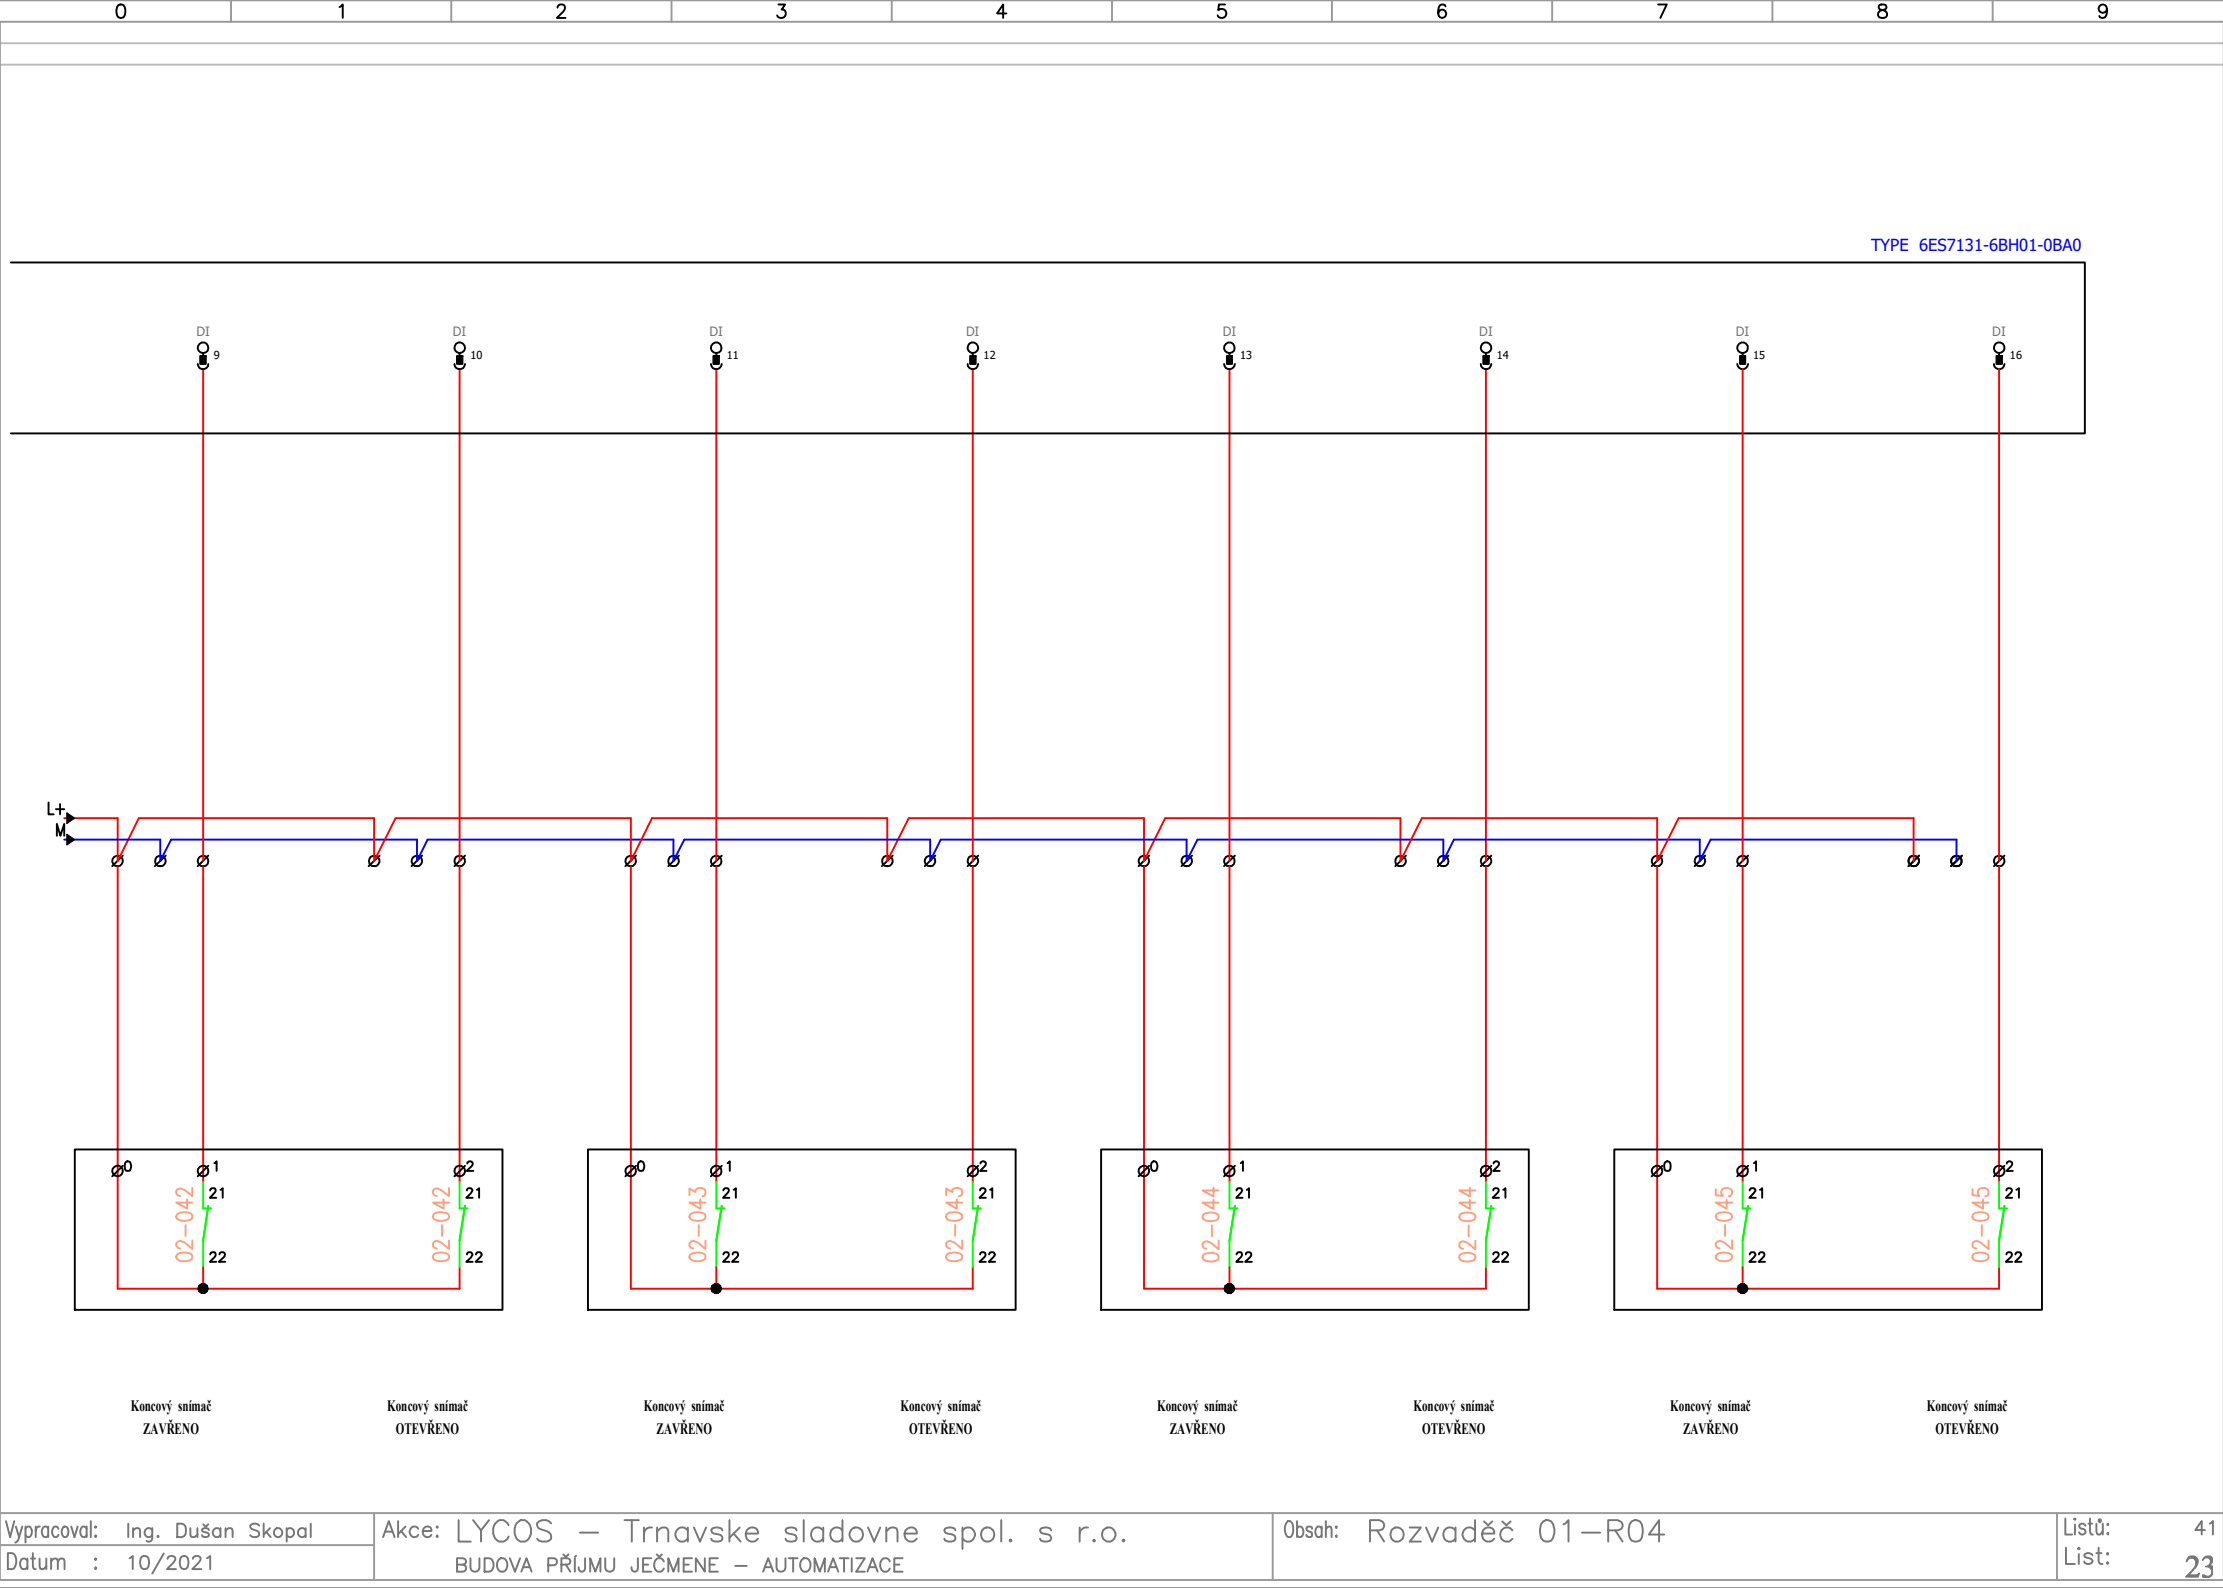 0 1 2 3 4 5 6 7 8 9
TYPE 6ES7131-6BH01-0BA0
DI DI DI DI DI DI DI DI
9 10 11 12 13 14 15 16
L+
M
0 1 2 0 1 2 0 1 2 0 1 2
21 21 21 21 21 21 21 21
02-042 02-042 02-043 02-043 02-044 02-044 02-045 02-045
22 22 22 22 22 22 22 22
Koncový snímač Koncový snímač Koncový snímač Koncový snímač Koncový snímač Koncový snímač Koncový snímač Koncový snímač
ZAVŘENO OTEVŘENO ZAVŘENO OTEVŘENO ZAVŘENO OTEVŘENO ZAVŘENO OTEVŘENO
Vypracoval: Ing. Dušan Skopal Akce: LYCOS – Trnavske sladovne spol. s r.o. Obsah: Rozvaděč 01-R04 Listů: 41
Datum : 10/2021 BUDOVA PŘÍJMU JEČMENE – AUTOMATIZACE List: 23